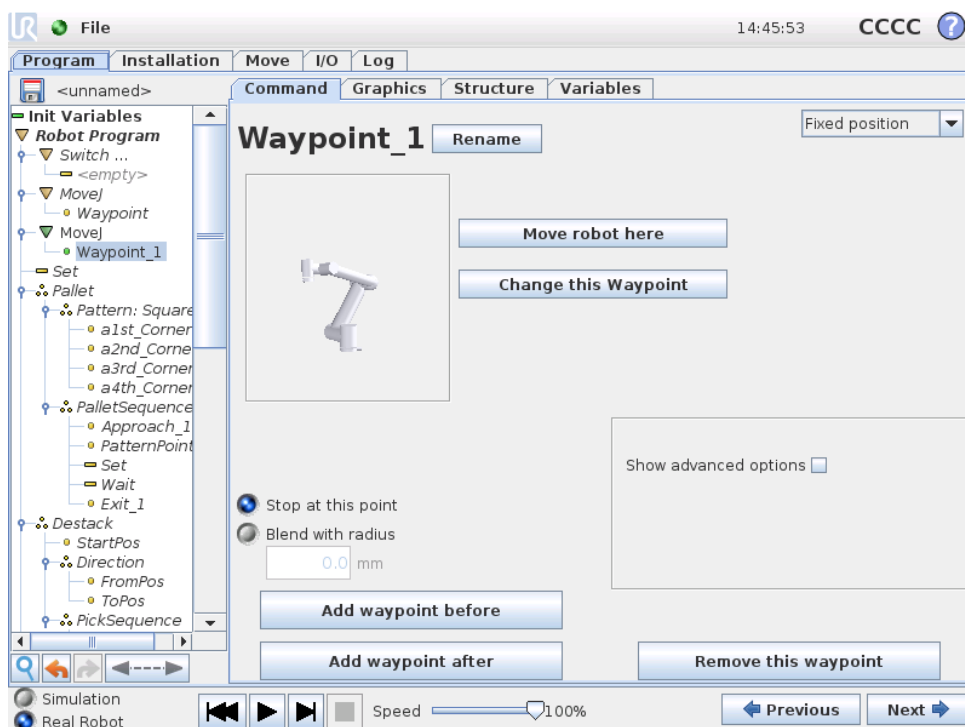 UR File 14:45:53 CCCC ?
Program Installation Move I/O Log
<unnamed> Command Graphics Structure Variables
Init Variables
Robot Program
Switch ...
<empty>
MoveJ
Waypoint
MoveJ
Waypoint_1
Set
Pallet
Pattern: Square
a1st_Corner
a2nd_Corne
a3rd_Corner
a4th_Corner
PalletSequence
Approach_1
PatternPoint
Set
Wait
Exit_1
Destack
StartPos
Direction
FromPos
ToPos
PickSequence
Waypoint_1 Rename Fixed position
Move robot here
Change this Waypoint
Show advanced options
Stop at this point
Blend with radius
0.0 mm
Add waypoint before
Add waypoint after Remove this waypoint
Simulation
Real Robot
Speed 100% Previous Next